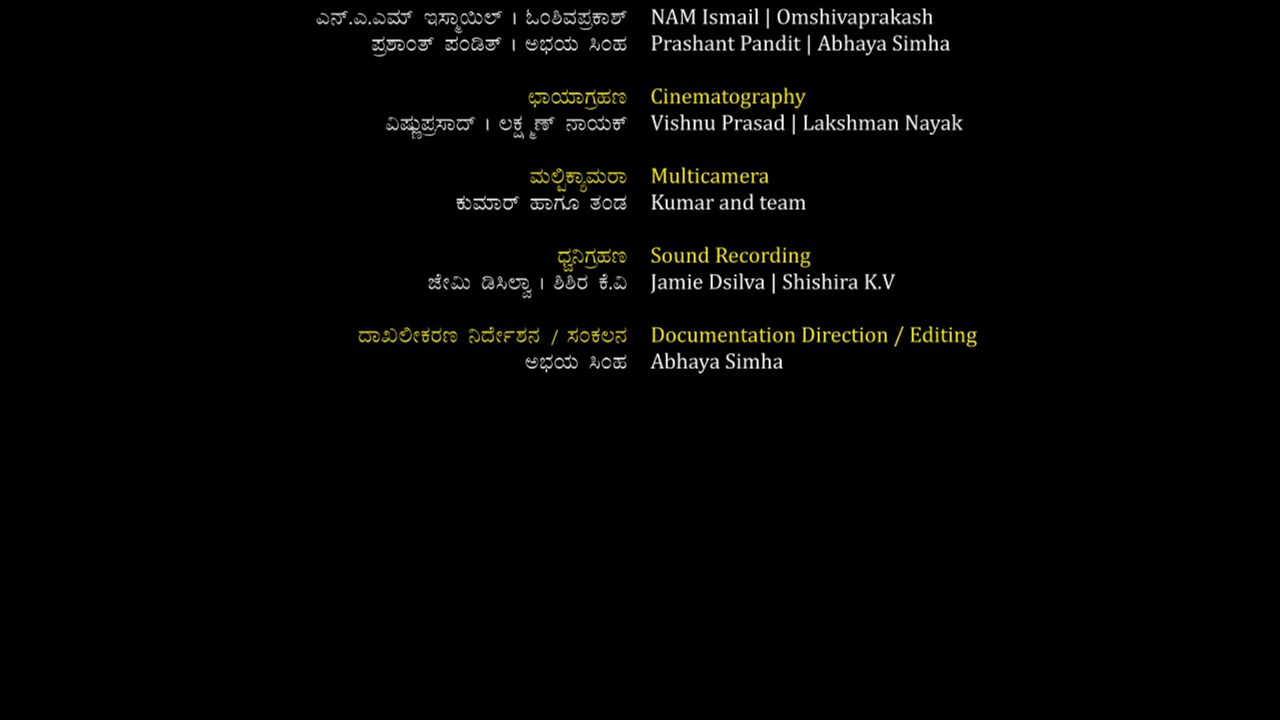 ಎನ್.ಎ.ಎಮ್ ಇಸ್ಮಾಯಿಲ್ । ಓಂಶಿವಪ್ರಕಾಶ್ NAM Ismail | Omshivaprakash
ಪ್ರಶಾಂತ್ ಪಂಡಿತ್ । ಅಭಯ ಸಿಂಹ Prashant Pandit | Abhaya Simha
ಛಾಯಾಗ್ರಹಣ Cinematography
ವಿಷ್ಣುಪ್ರಸಾದ್ । ಲಕ್ಷ್ಮಣ್ ನಾಯಕ್ Vishnu Prasad | Lakshman Nayak
ಮಲ್ಟಿಕ್ಯಾಮರಾ Multicamera
ಕುಮಾರ್ ಹಾಗೂ ತಂಡ Kumar and team
ಧ್ವನಿಗ್ರಹಣ Sound Recording
ಜೇಮಿ ಡಿಸಿಲ್ವಾ । ಶಿಶಿರ ಕೆ.ವಿ Jamie Dsilva | Shishira K.V
ದಾಖಲೀಕರಣ ನಿರ್ದೇಶನ / ಸಂಕಲನ Documentation Direction / Editing
ಅಭಯ ಸಿಂಹ Abhaya Simha